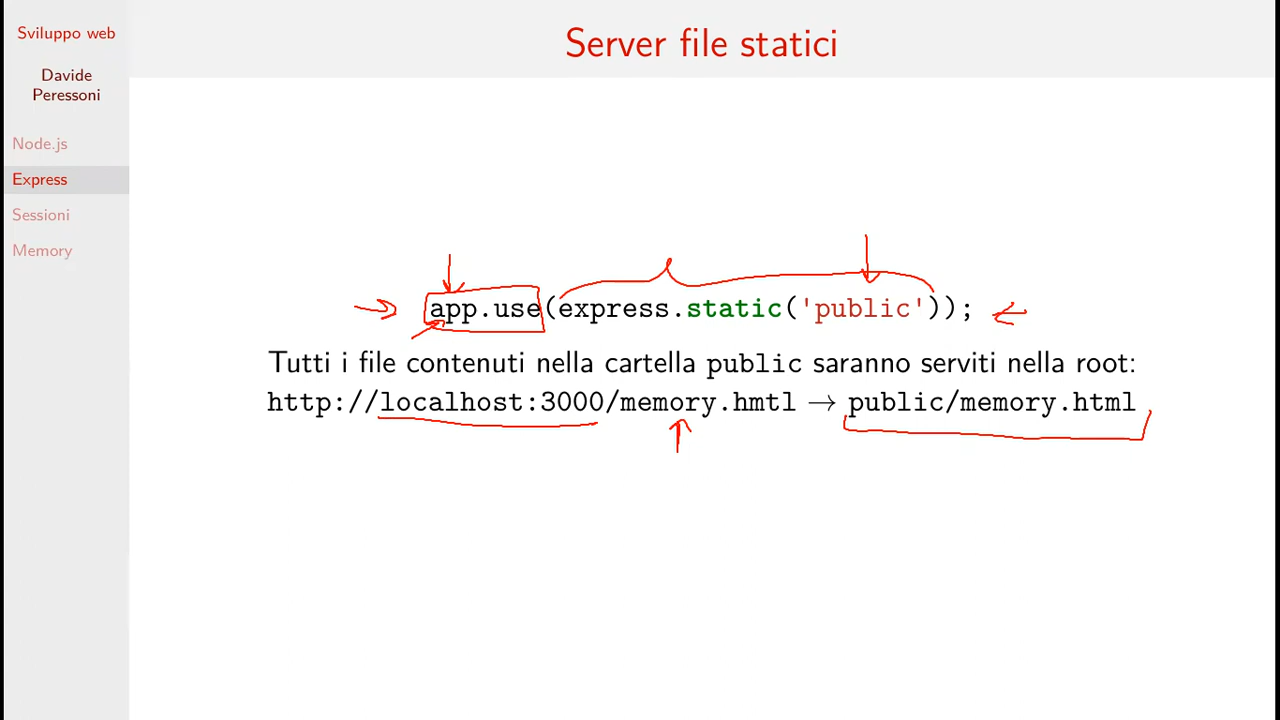 Sviluppo web
Davide
Peressoni
Node.js
Express
Sessioni
Memory
Server file statici
app.use(express.static('public'));
Tutti i file contenuti nella cartella public saranno serviti nella root:
http://localhost:3000/memory.hmtl → public/memory.html